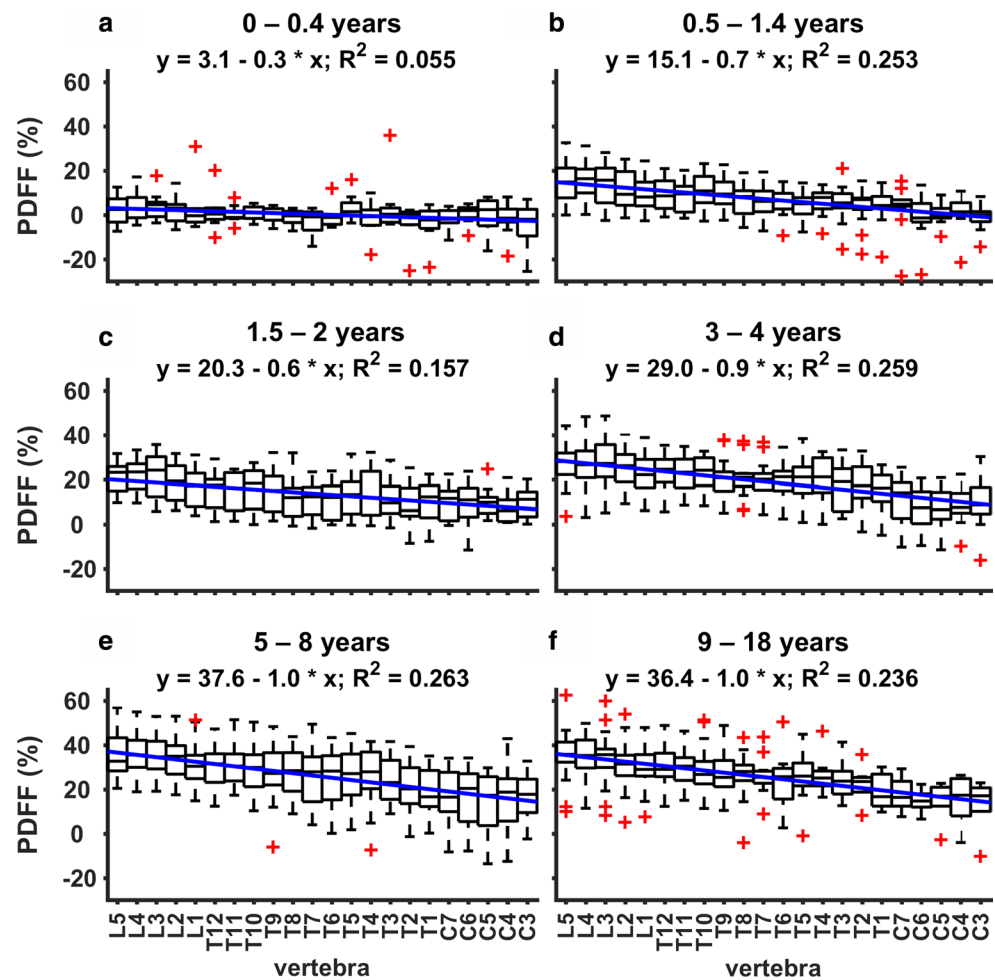 a 0 – 0.4 years
y = 3.1 - 0.3 * x; R² = 0.055
b 0.5 – 1.4 years
y = 15.1 - 0.7 * x; R² = 0.253
PDFF (%)
60
40
20
0
-20
c 1.5 – 2 years
y = 20.3 - 0.6 * x; R² = 0.157
d 3 – 4 years
y = 29.0 - 0.9 * x; R² = 0.259
PDFF (%)
60
40
20
0
-20
e 5 – 8 years
y = 37.6 - 1.0 * x; R² = 0.263
f 9 – 18 years
y = 36.4 - 1.0 * x; R² = 0.236
PDFF (%)
60
40
20
0
-20
L5 L4 L3 L2 L1 T12 T11 T10 T9 T8 T7 T6 T5 T4 T3 T2 T1 C7 C6 C5 C4 C3
vertebra
L5 L4 L3 L2 L1 T12 T11 T10 T9 T8 T7 T6 T5 T4 T3 T2 T1 C7 C6 C5 C4 C3
vertebra